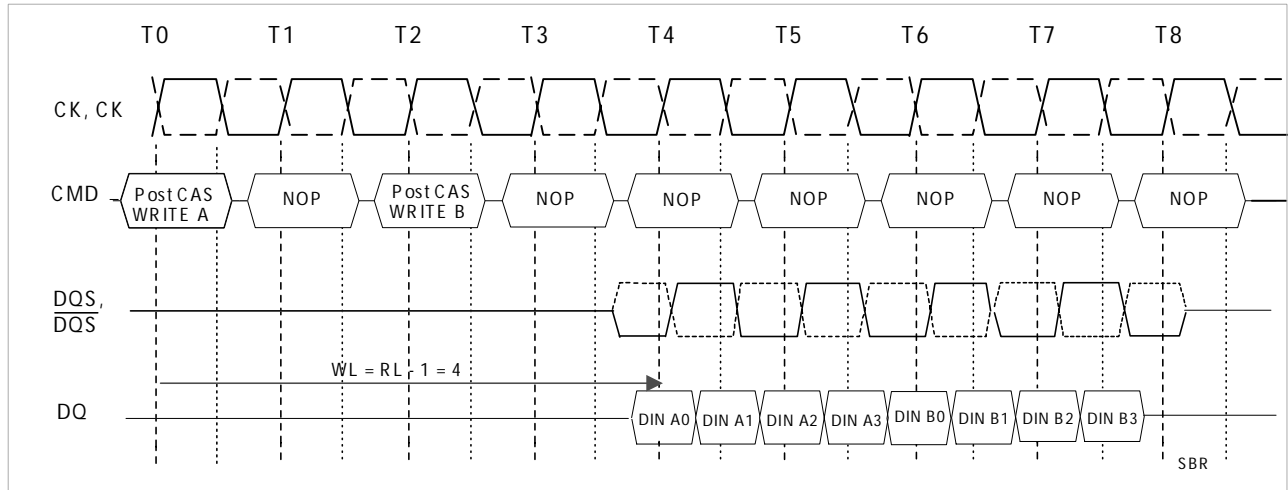 T0 T1 T2 T3 T4 T5 T6 T7 T8
CK, CK
CMD
Post CAS
WRITE A
NOP
Post CAS
WRITE B
NOP NOP NOP NOP NOP NOP
DQS,
DQS
WL = RL - 1 = 4
DQ
DIN A0 DIN A1 DIN A2 DIN A3 DIN B0 DIN B1 DIN B2 DIN B3
SBR